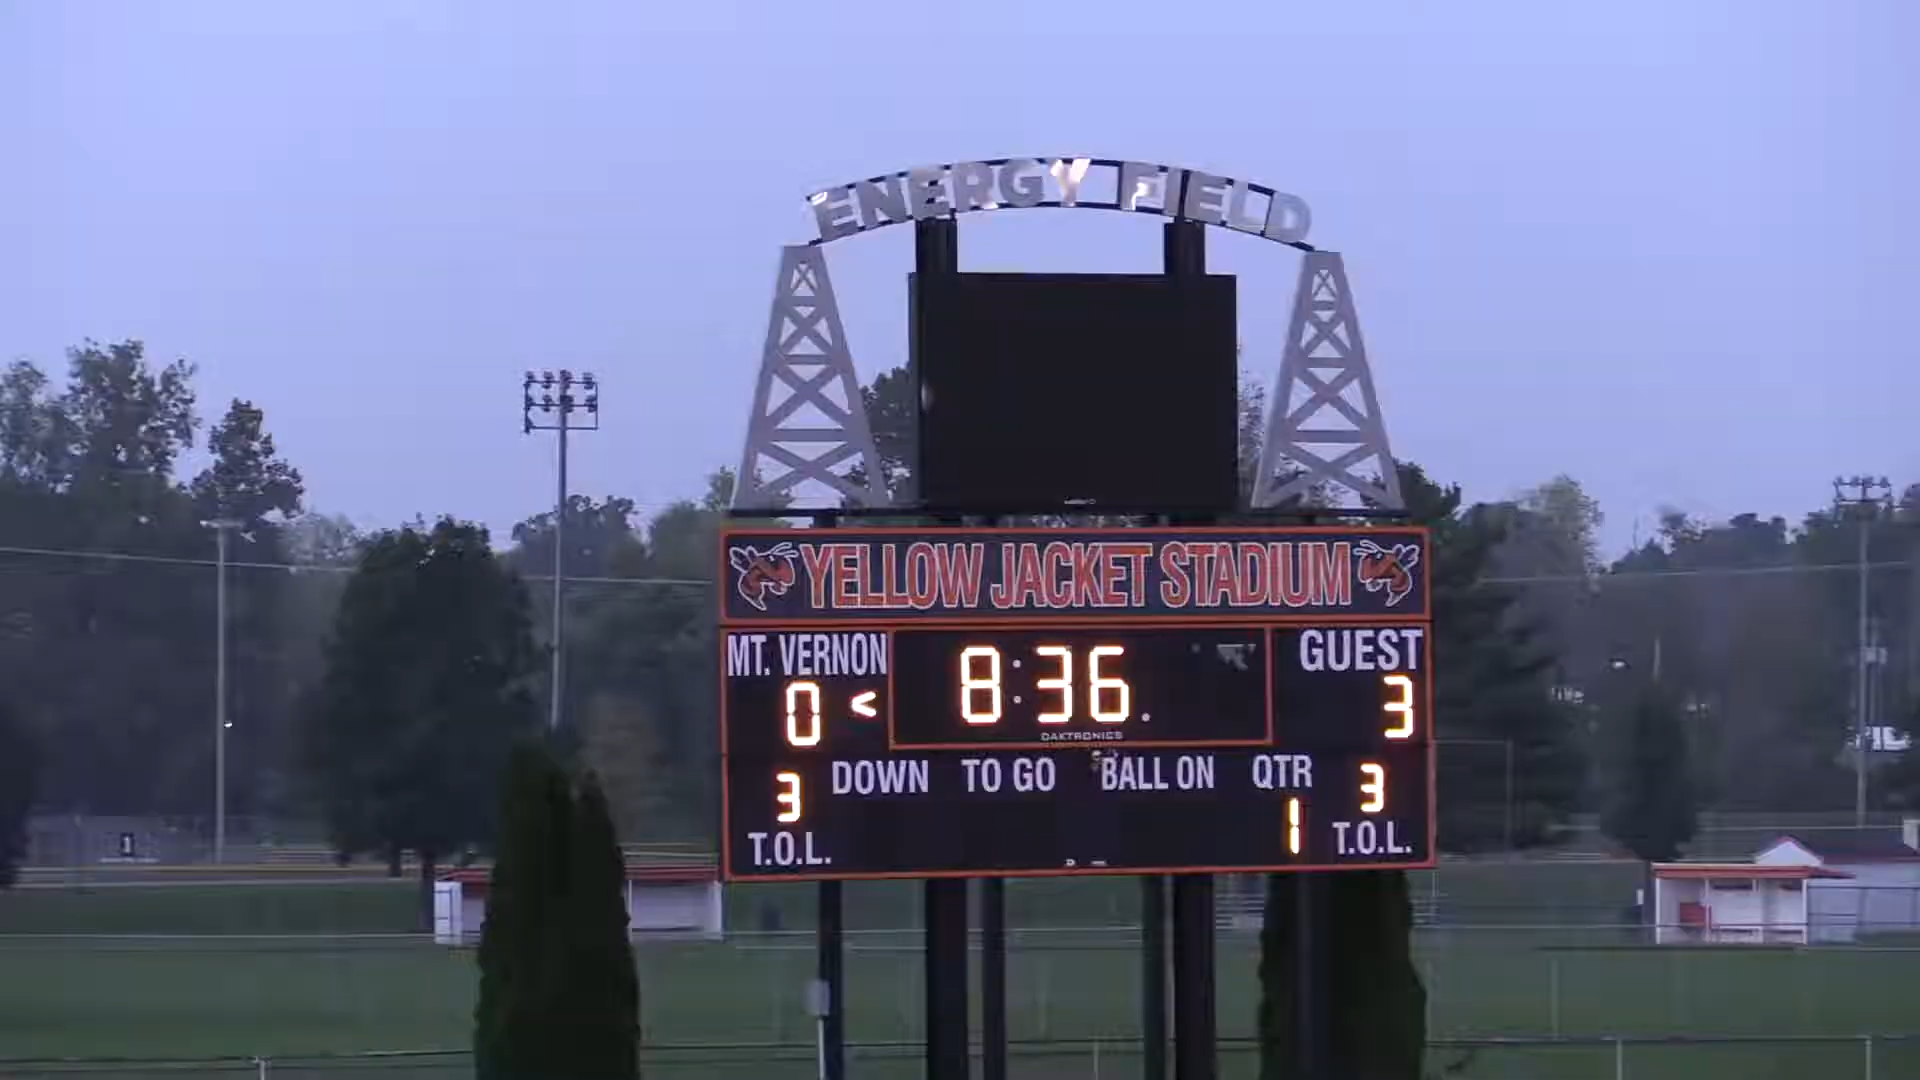 ENERGY FIELD
YELLOW JACKET STADIUM
MT. VERNON 8:36 GUEST
0 < 3
DAKTRONICS
3 DOWN TO GO BALL ON QTR 3
T.O.L. 1 T.O.L.